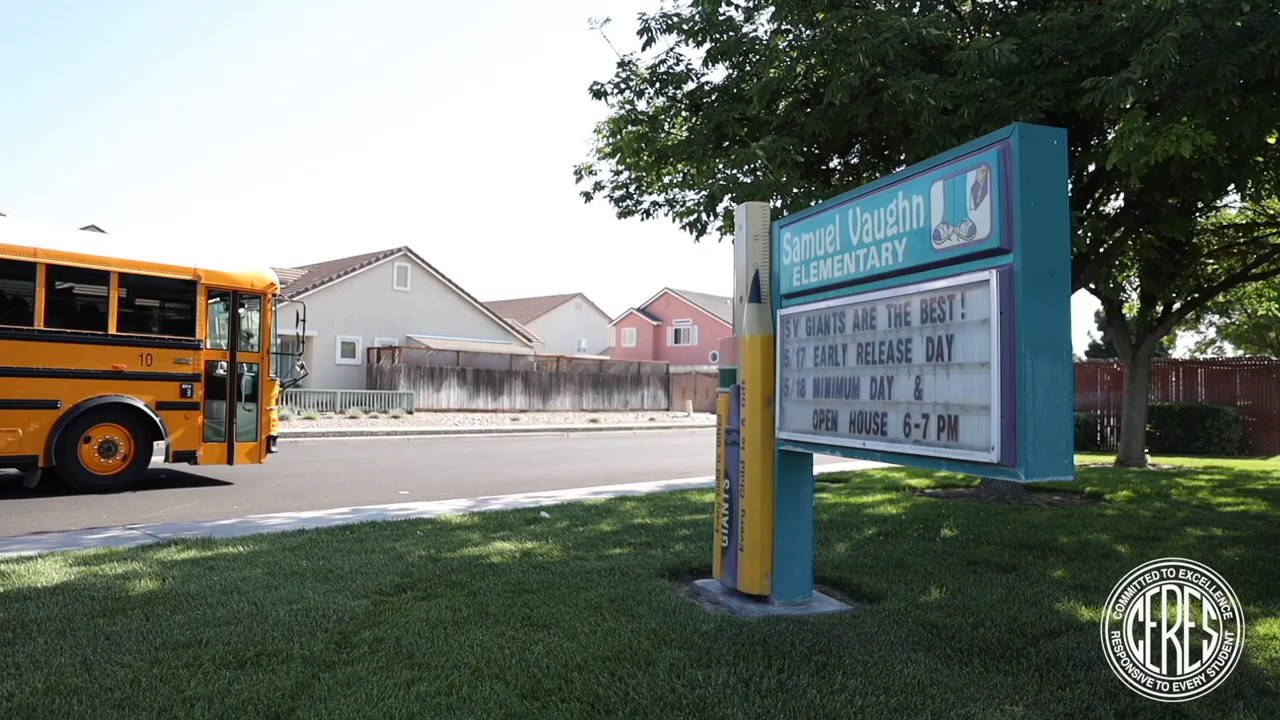 Samuel Vaughn
ELEMENTARY
SV GIANTS ARE THE BEST!
5/17 EARLY RELEASE DAY
5/18 MINIMUM DAY &
OPEN HOUSE 6-7 PM
GIANTS
Every Child Is A Gift
10
COMMITTED TO EXCELLENCE
CERES
RESPONSIVE TO EVERY STUDENT